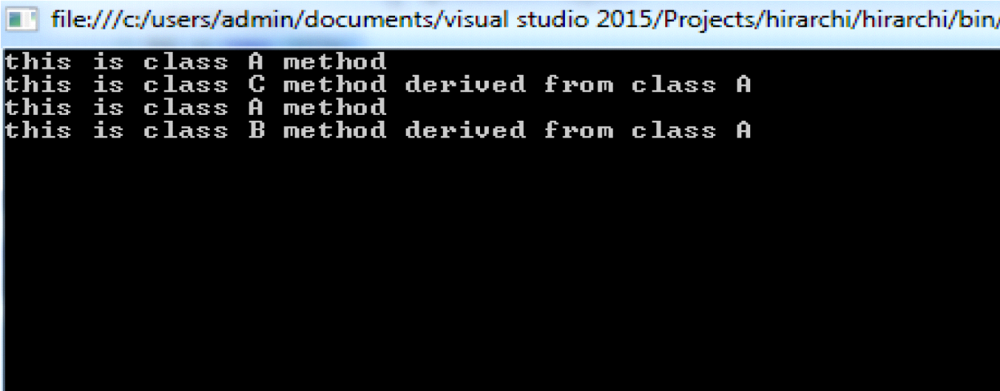 file:///c:/users/admin/documents/visual studio 2015/Projects/hirarchi/hirarchi/bin/
this is class A method
this is class C method derived from class A
this is class A method
this is class B method derived from class A